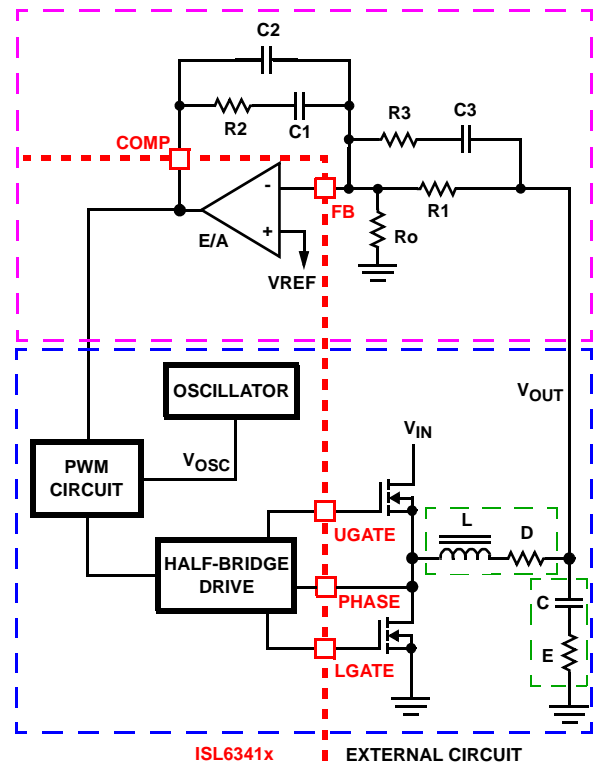 C2
R2
C1
R3
C3
COMP
-
FB
R1
E/A
+
Ro
VREF
OSCILLATOR
VOUT
VIN
PWM
CIRCUIT
VOSC
UGATE
L
D
HALF-BRIDGE
DRIVE
PHASE
C
E
LGATE
ISL6341x
EXTERNAL CIRCUIT